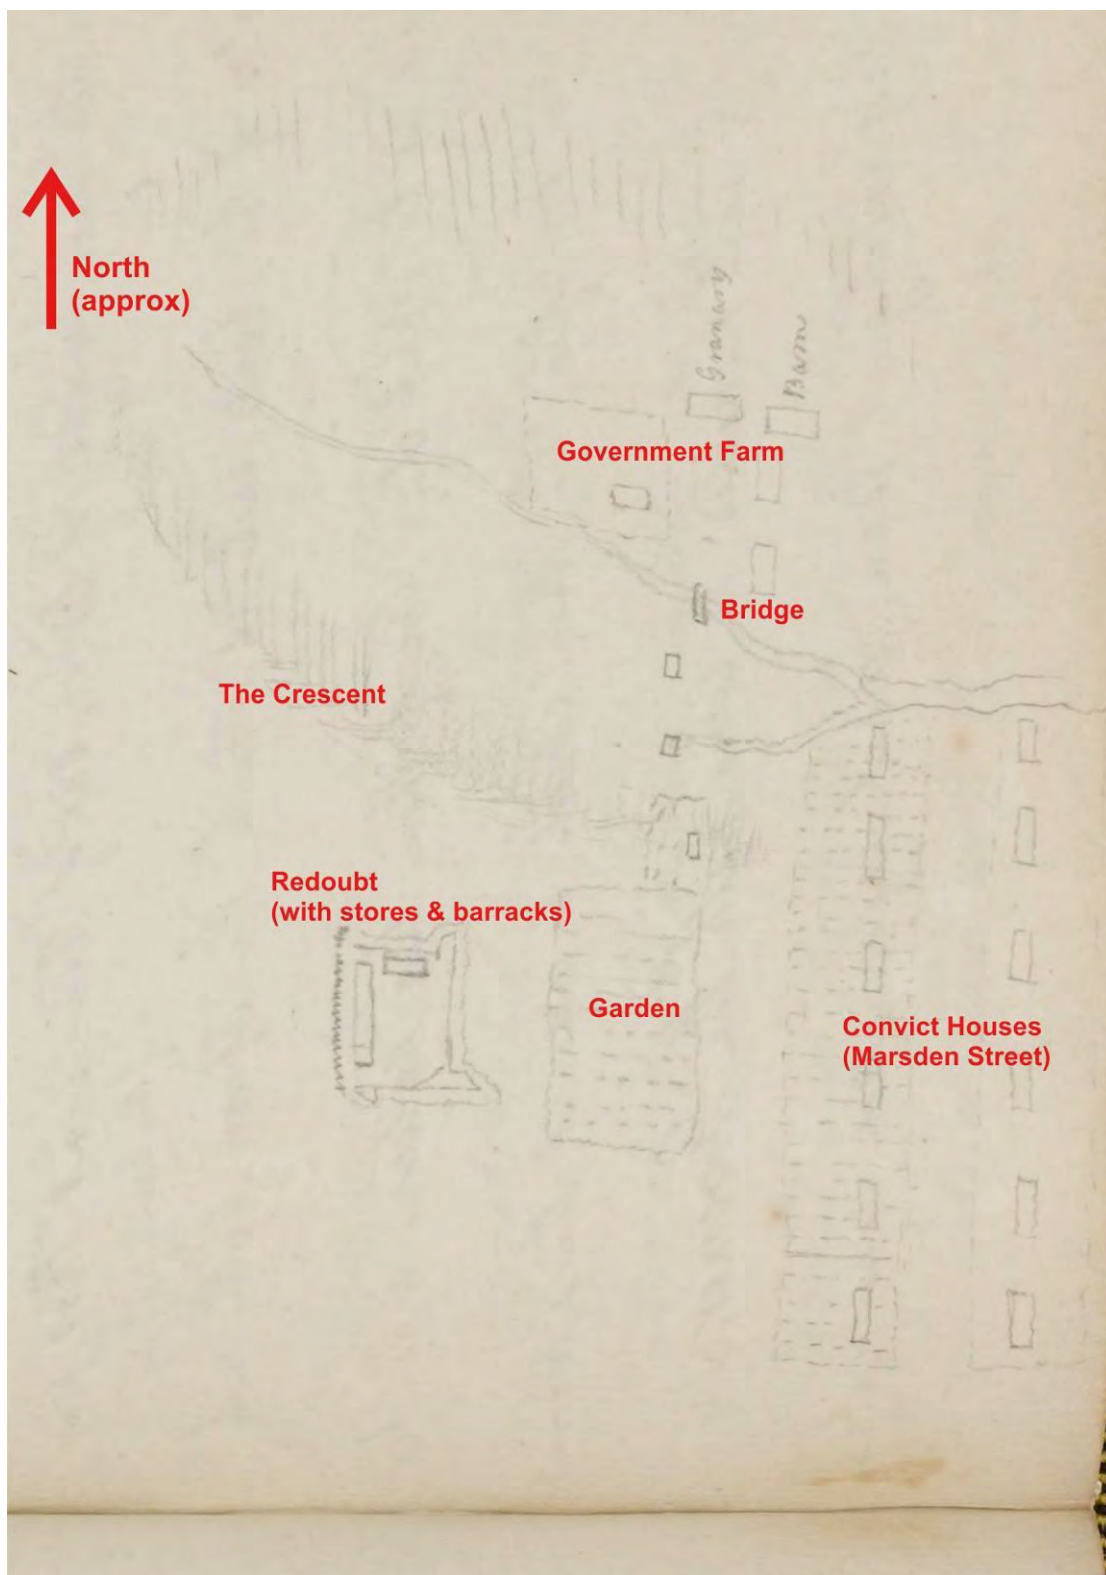 North
(approx)
Granary
Barn
Government Farm
Bridge
The Crescent
Redoubt
(with stores & barracks)
Garden
Convict Houses
(Marsden Street)